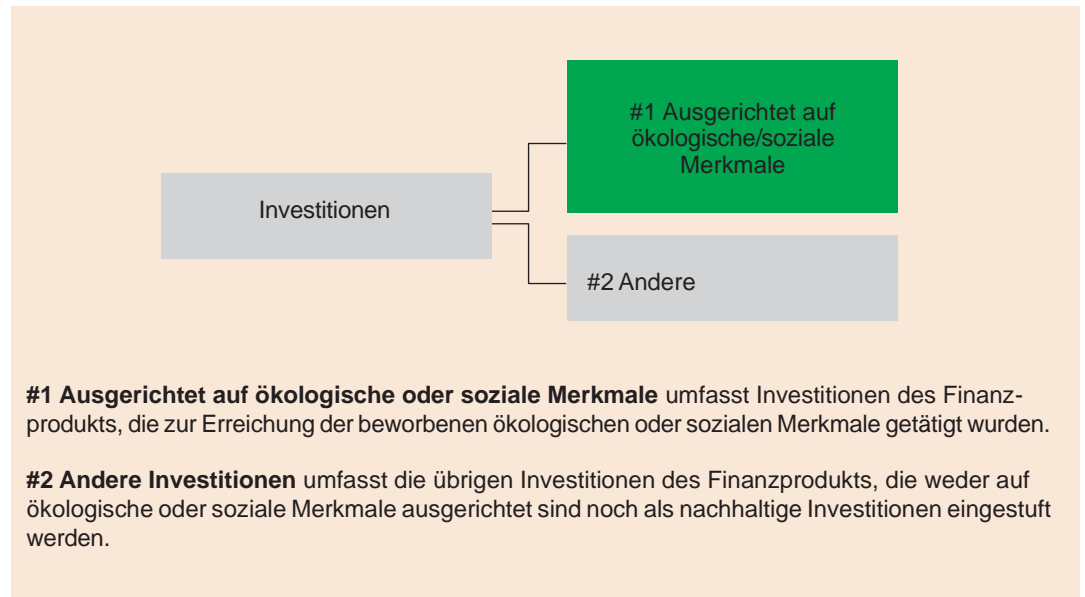 #1 Ausgerichtet auf
ökologische/soziale
Merkmale
Investitionen
#2 Andere
#1 Ausgerichtet auf ökologische oder soziale Merkmale umfasst Investitionen des Finanz-
produkts, die zur Erreichung der beworbenen ökologischen oder sozialen Merkmale getätigt wurden.
#2 Andere Investitionen umfasst die übrigen Investitionen des Finanzprodukts, die weder auf
ökologische oder soziale Merkmale ausgerichtet sind noch als nachhaltige Investitionen eingestuft
werden.